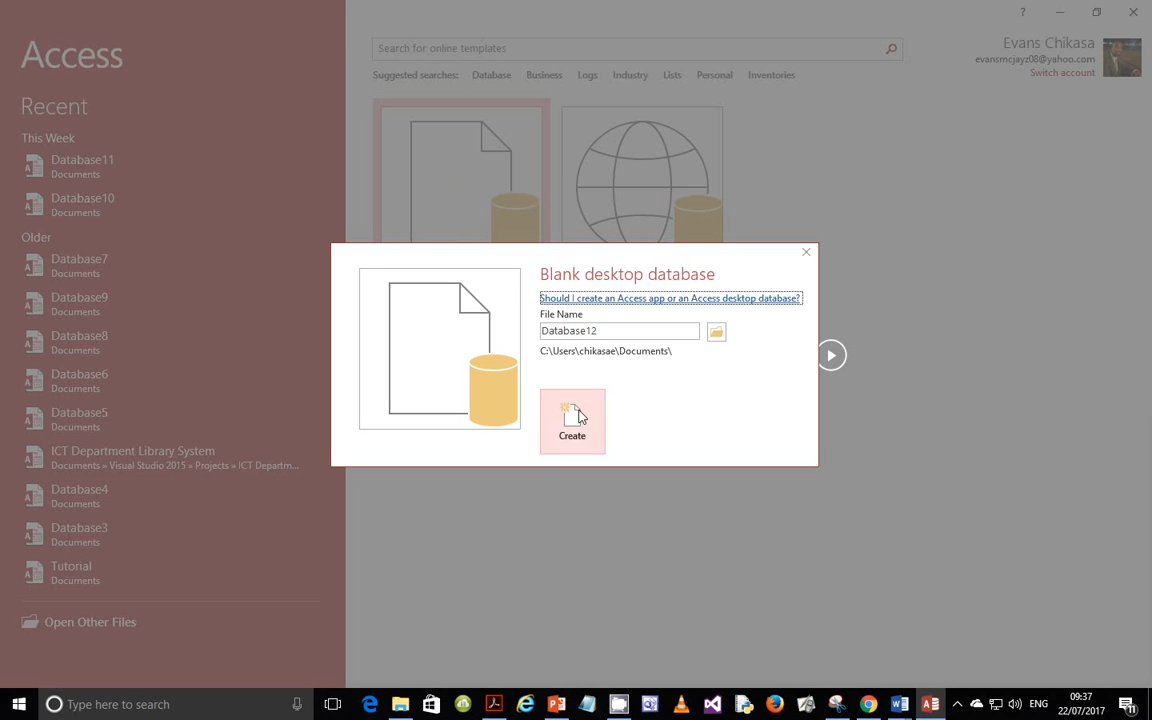 ?
Access
Search for online templates
Evans Chikasa
evansmcjayz08@yahoo.com
Switch account
Suggested searches: Database Business Logs Industry Lists Personal Inventories
Recent
This Week
Database11
Documents
Database10
Documents
Older
Database7
Documents
Database9
Documents
Database8
Documents
Database6
Documents
Database5
Documents
ICT Department Library System
Documents » Visual Studio 2015 » Projects » ICT Departm...
Database4
Documents
Database3
Documents
Tutorial
Documents
Open Other Files
Blank desktop database
Should I create an Access app or an Access desktop database?
File Name
Database12
C:\Users\chikasae\Documents\
Create
Type here to search
ENG
09:37
22/07/2017
11